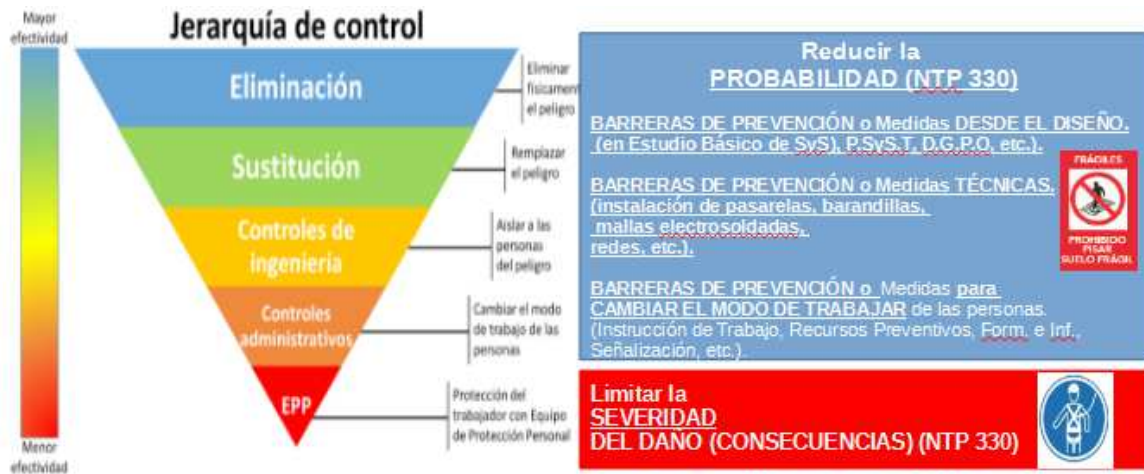 Mayor
efectividad
Jerarquía de control
Eliminación
Eliminar
físicament
el peligro
Sustitución
Remplazar
el peligro
Controles de
ingeniería
Aislar a las
personas
del peligro
Controles
administrativos
Cambiar el modo
de trabajo de las
personas
EPP
Protección del
trabajador con Equipo
de Protección Personal
Menor
efectividad
Reducir la
PROBABILIDAD (NTP 330)
BARRERAS DE PREVENCIÓN o Medidas DESDE EL DISEÑO.
(en Estudio Básico de SyS), P.SyS.T, D.G.P.O, etc.).
BARRERAS DE PREVENCIÓN o Medidas TÉCNICAS.
(instalación de pasarelas, barandillas,
mallas electrosoldadas,
redes, etc.).
FRÁGILES
PROHIBIDO
PISAR
SUELO FRÁGIL
BARRERAS DE PREVENCIÓN o Medidas para
CAMBIAR EL MODO DE TRABAJAR de las personas.
(Instrucción de Trabajo, Recursos Preventivos, Form. e Inf.,
Señalización, etc.).
Limitar la
SEVERIDAD
DEL DAÑO (CONSECUENCIAS) (NTP 330)